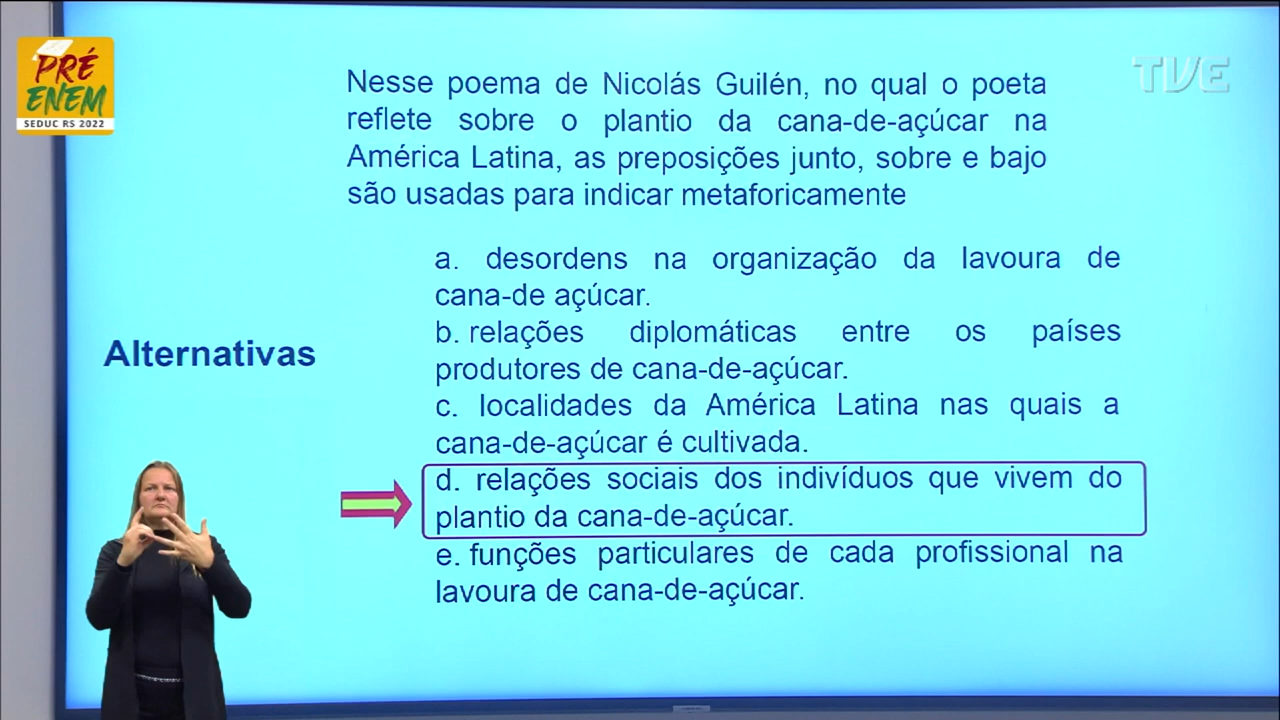 PRÉ
ENEM
SEDUC RS 2022
TVE
Nesse poema de Nicolás Guilén, no qual o poeta
reflete sobre o plantio da cana-de-açúcar na
América Latina, as preposições junto, sobre e bajo
são usadas para indicar metaforicamente
Alternativas
a. desordens na organização da lavoura de
cana-de açúcar.
b. relações diplomáticas entre os países
produtores de cana-de-açúcar.
c. localidades da América Latina nas quais a
cana-de-açúcar é cultivada.
d. relações sociais dos indivíduos que vivem do
plantio da cana-de-açúcar.
e. funções particulares de cada profissional na
lavoura de cana-de-açúcar.